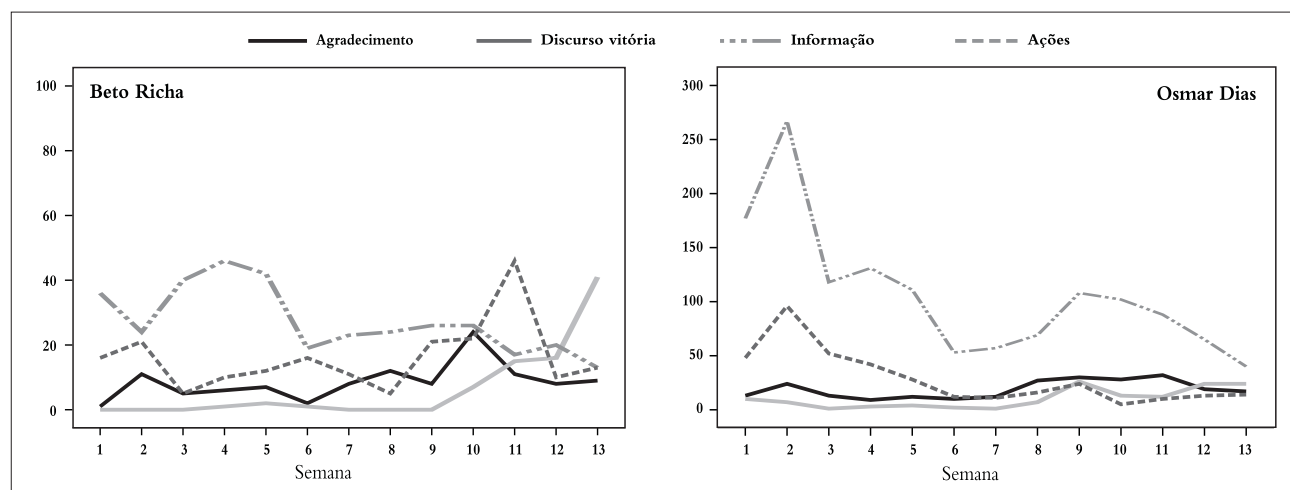 Agradecimento Discurso vitória Informação Ações
Beto Richa
100
80
60
40
20
0
1 2 3 4 5 6 7 8 9 10 11 12 13
Semana
Osmar Dias
300
250
200
150
100
50
0
1 2 3 4 5 6 7 8 9 10 11 12 13
Semana